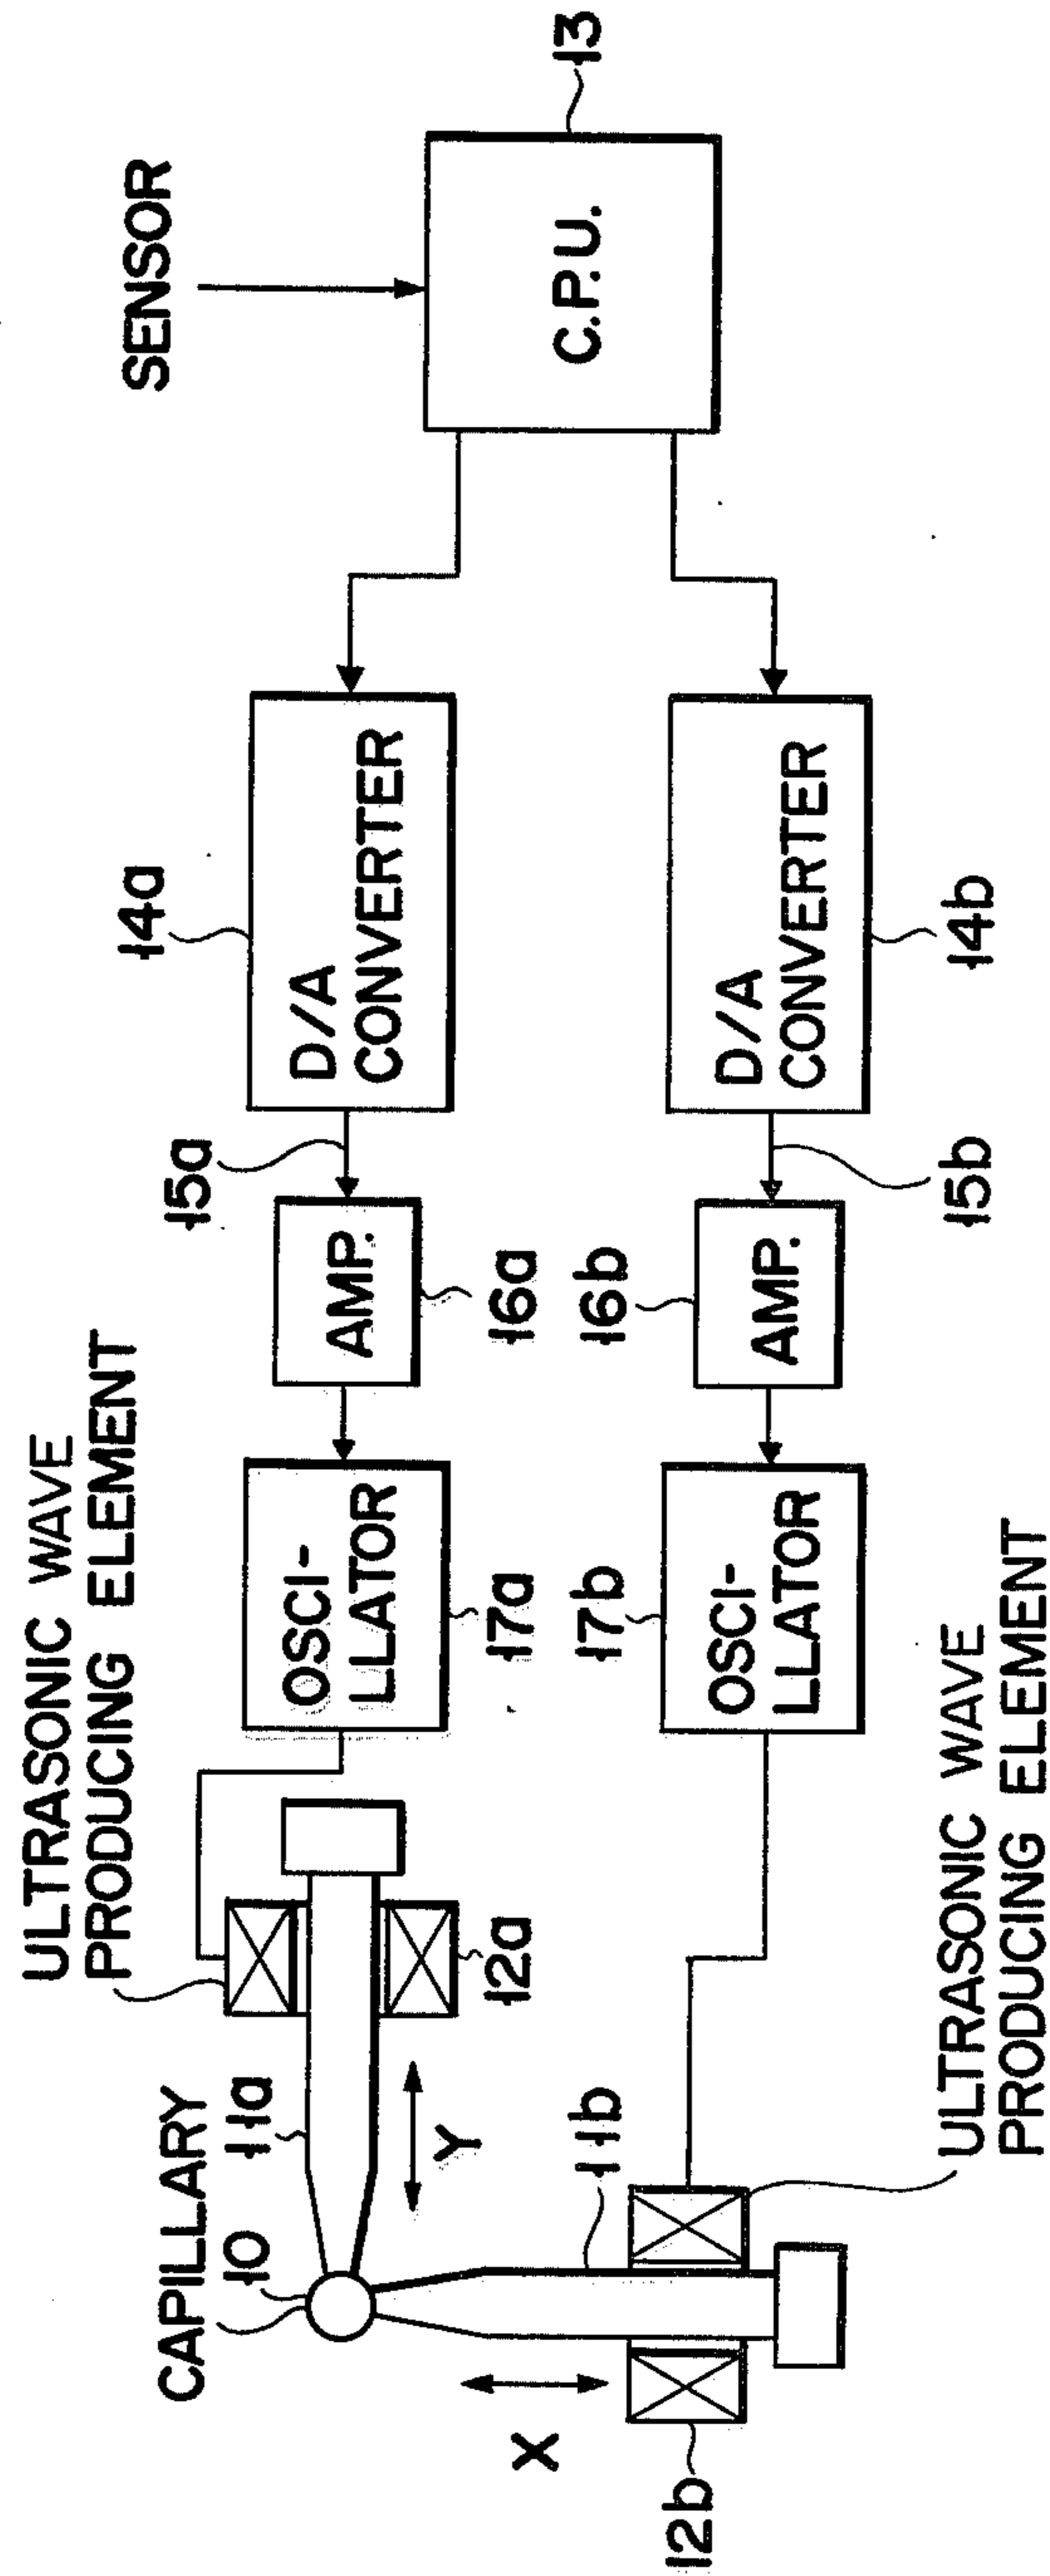 ULTRASONIC WAVE
PRODUCING ELEMENT
CAPILLARY
10
11a
Y
12a
OSCI-
LLATOR
17a
AMP.
16a
15a
D/A
CONVERTER
14a
SENSOR
C.P.U.
13
X
12b
11b
OSCI-
LLATOR
17b
AMP.
16b
15b
D/A
CONVERTER
14b
ULTRASONIC WAVE
PRODUCING ELEMENT